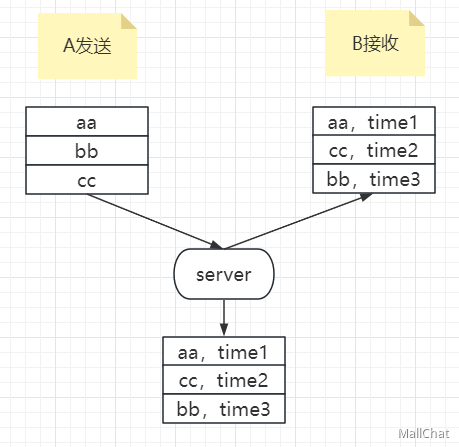 A发送
B接收
aa
bb
cc
aa，time1
cc，time2
bb，time3
server
aa，time1
cc，time2
bb，time3
MallChat